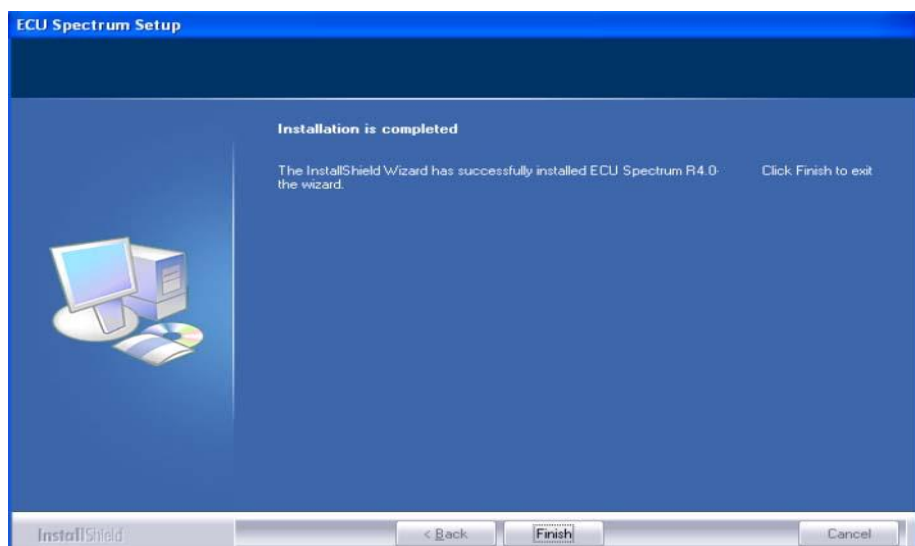 ECU Spectrum Setup
Installation is completed
The InstallShield Wizard has successfully installed ECU Spectrum R4.0- Click Finish to exit
the wizard.
InstallShield
< Back Finish Cancel